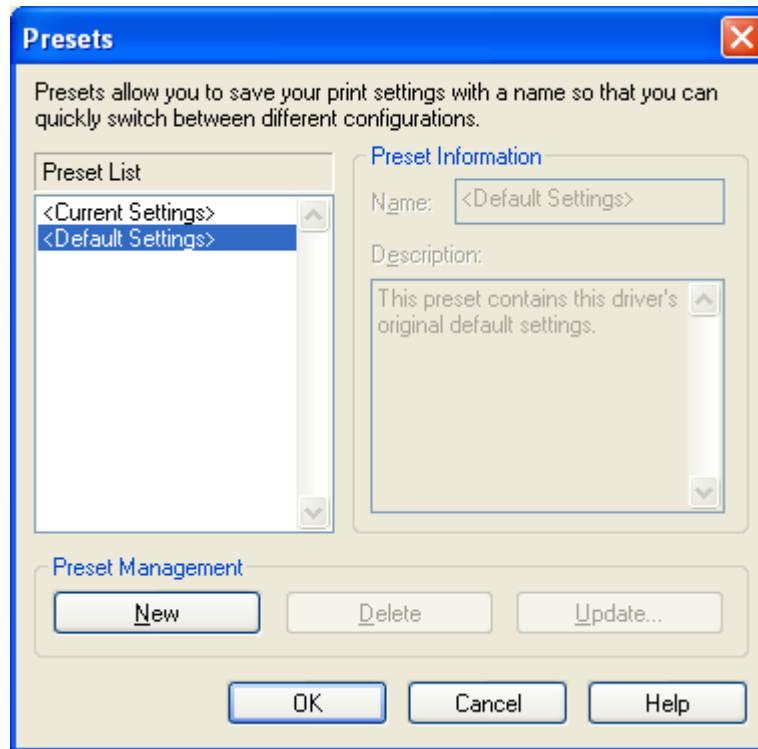 Presets
Presets allow you to save your print settings with a name so that you can
quickly switch between different configurations.
Preset List
<Current Settings>
<Default Settings>
Preset Information
Name:
<Default Settings>
Description:
This preset contains this driver's
original default settings.
Preset Management
New
Delete
Update...
OK
Cancel
Help